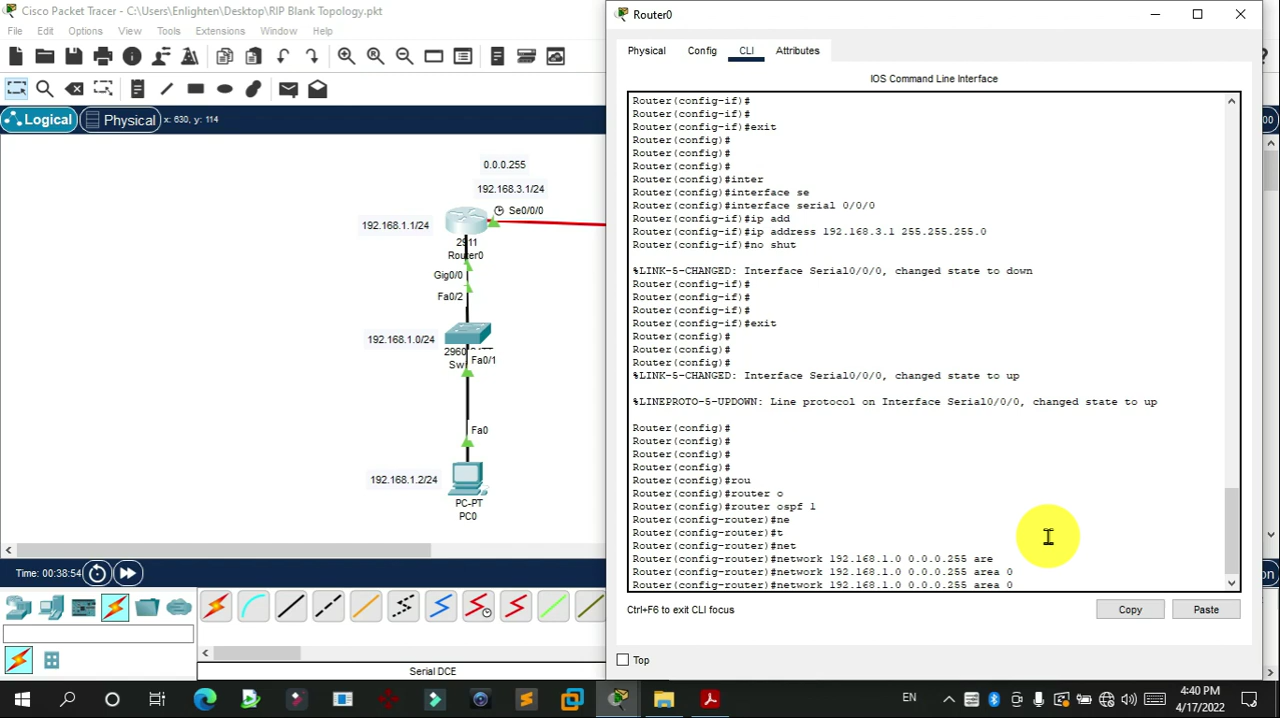 Cisco Packet Tracer - C:\Users\Enlighten\Desktop\RIP Blank Topology.pkt
File Edit Options View Tools Extensions Window Help
Logical Physical x: 630, y: 114
0.0.0.255
192.168.3.1/24
Se0/0/0
192.168.1.1/24
2911
Router0
Gig0/0
Fa0/2
192.168.1.0/24
Fa0/1
Fa0
192.168.1.2/24
PC-PT
PC0
Time: 00:38:54
Serial DCE
Router0
Physical Config CLI Attributes
IOS Command Line Interface
Router(config-if)#
Router(config-if)#
Router(config-if)#exit
Router(config)#
Router(config)#
Router(config)#
Router(config)#inter
Router(config)#interface se
Router(config)#interface serial 0/0/0
Router(config-if)#ip add
Router(config-if)#ip address 192.168.3.1 255.255.255.0
Router(config-if)#no shut
%LINK-5-CHANGED: Interface Serial0/0/0, changed state to down
Router(config-if)#
Router(config-if)#
Router(config-if)#
Router(config-if)#exit
Router(config)#
Router(config)#
Router(config)#
%LINK-5-CHANGED: Interface Serial0/0/0, changed state to up
%LINEPROTO-5-UPDOWN: Line protocol on Interface Serial0/0/0, changed state to up
Router(config)#
Router(config)#
Router(config)#
Router(config)#
Router(config)#rou
Router(config)#router o
Router(config)#router ospf 1
Router(config-router)#ne
Router(config-router)#t
Router(config-router)#net
Router(config-router)#network 192.168.1.0 0.0.0.255 are
Router(config-router)#network 192.168.1.0 0.0.0.255 area 0
Router(config-router)#network 192.168.1.0 0.0.0.255 area 0
Ctrl+F6 to exit CLI focus
Copy Paste
Top
EN
4:40 PM
4/17/2022